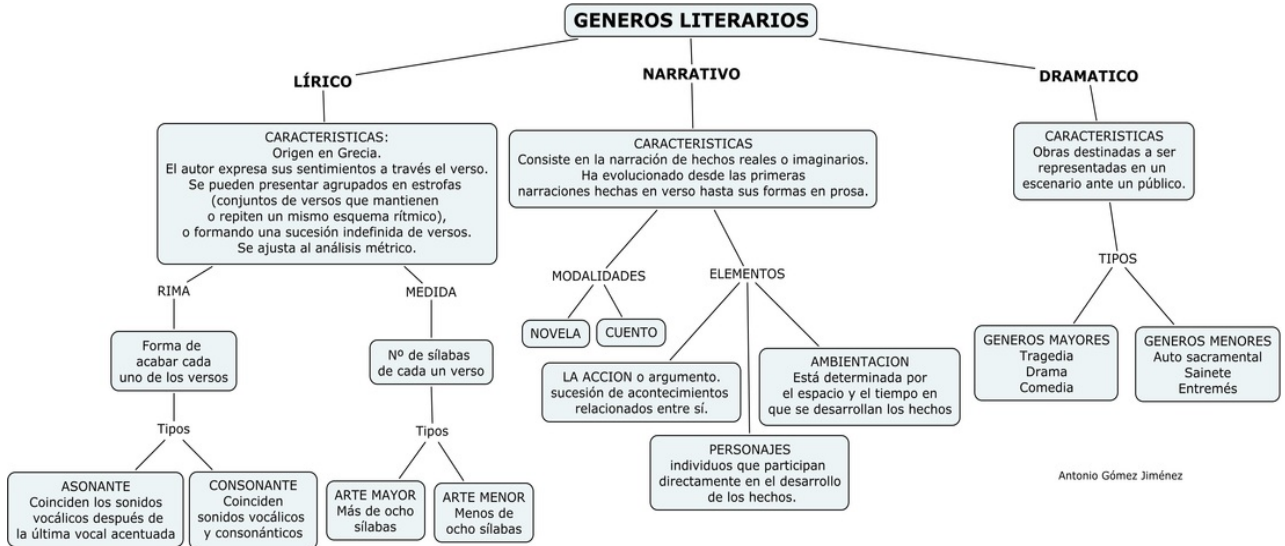 GENEROS LITERARIOS
LÍRICO
CARACTERISTICAS:
Origen en Grecia.
El autor expresa sus sentimientos a través el verso.
Se pueden presentar agrupados en estrofas
(conjuntos de versos que mantienen
o repiten un mismo esquema rítmico),
o formando una sucesión indefinida de versos.
Se ajusta al análisis métrico.
RIMA
Forma de
acabar cada
uno de los versos
Tipos
ASONANTE
Coinciden los sonidos
vocálicos después de
la última vocal acentuada
CONSONANTE
Coinciden
sonidos vocálicos
y consonánticos
MEDIDA
Nº de sílabas
de cada un verso
Tipos
ARTE MAYOR
Más de ocho
sílabas
ARTE MENOR
Menos de
ocho sílabas
NARRATIVO
CARACTERISTICAS
Consiste en la narración de hechos reales o imaginarios.
Ha evolucionado desde las primeras
narraciones hechas en verso hasta sus formas en prosa.
MODALIDADES
NOVELA
CUENTO
ELEMENTOS
LA ACCION o argumento.
sucesión de acontecimientos
relacionados entre sí.
PERSONAJES
individuos que participan
directamente en el desarrollo
de los hechos.
AMBIENTACION
Está determinada por
el espacio y el tiempo en
que se desarrollan los hechos
DRAMATICO
CARACTERISTICAS
Obras destinadas a ser
representadas en un
escenario ante un público.
TIPOS
GENEROS MAYORES
Tragedia
Drama
Comedia
GENEROS MENORES
Auto sacramental
Sainete
Entremés
Antonio Gómez Jiménez